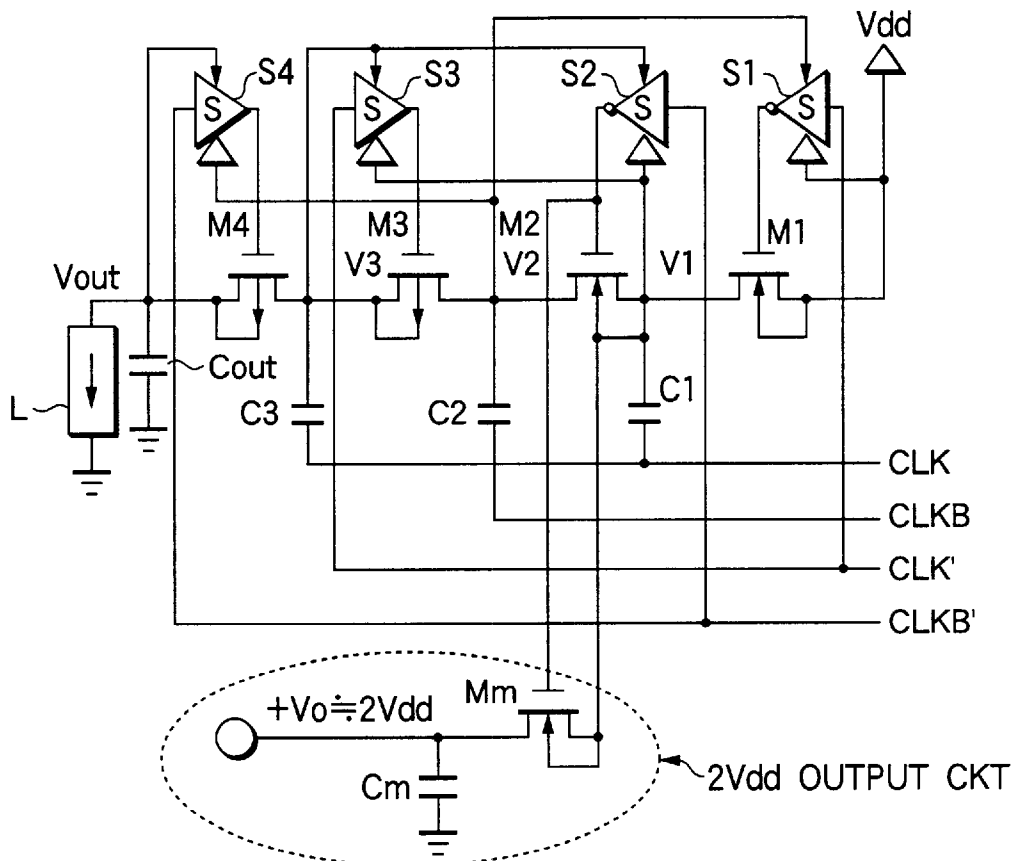 Vdd
S S4
S S3
S2 S
S1 S
M4
M3
M2
M1
Vout
V3
V2
V1
L
Cout
C3
C2
C1
CLK
CLKB
CLK'
CLKB'
Mm
+Vo≒2Vdd
Cm
2Vdd OUTPUT CKT